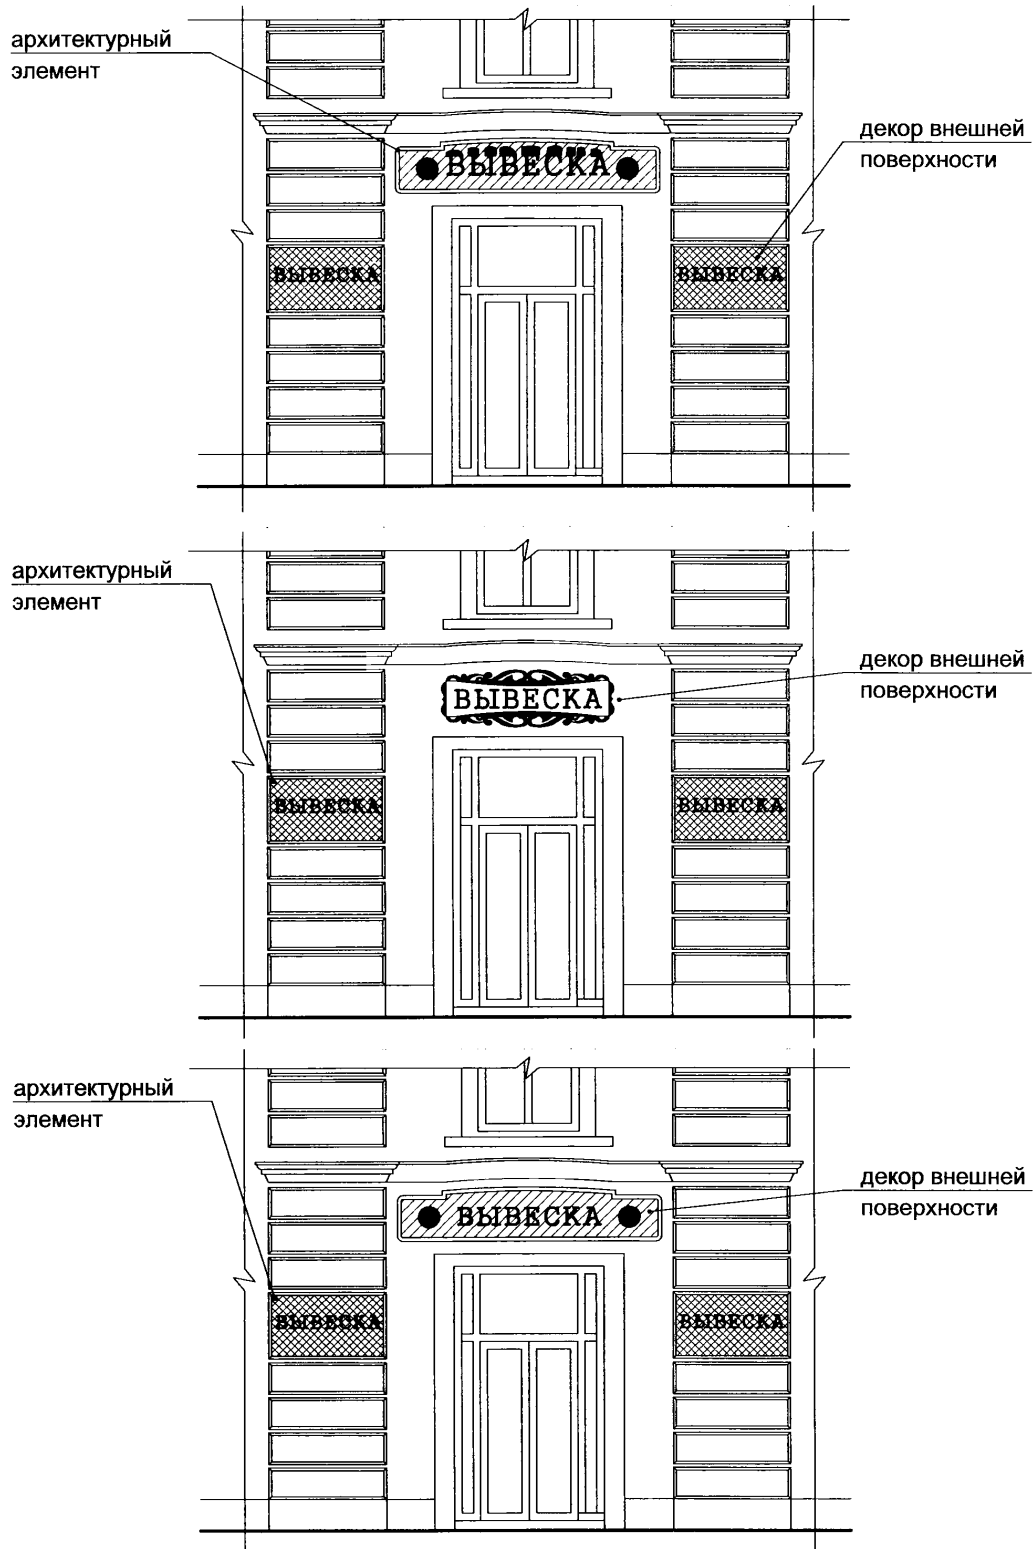 архитектурный
элемент
декор внешней
поверхности
ВЫВЕСКА
ВЫВЕСКА
ВЫВЕСКА
архитектурный
элемент
декор внешней
поверхности
ВЫВЕСКА
ВЫВЕСКА
ВЫВЕСКА
архитектурный
элемент
декор внешней
поверхности
ВЫВЕСКА
ВЫВЕСКА
ВЫВЕСКА